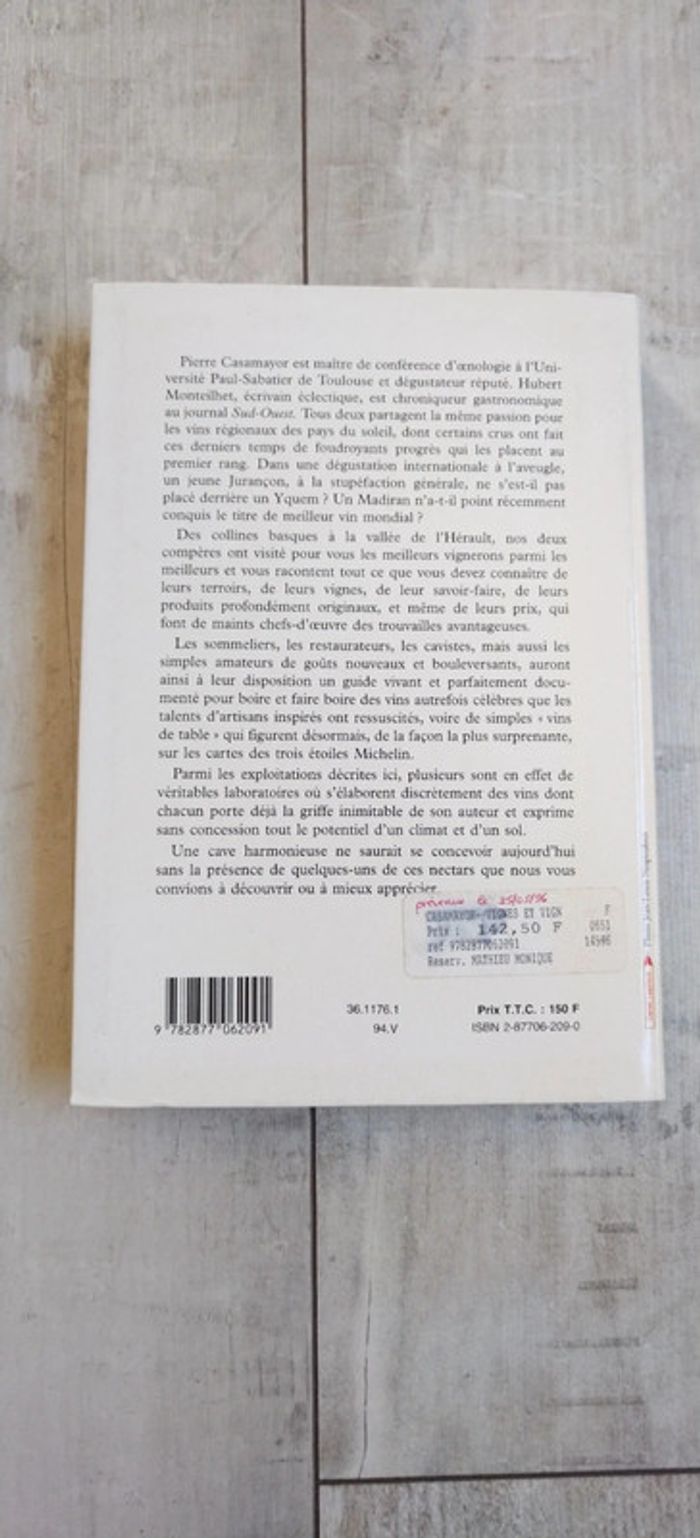 Pierre Casamayor est maître de conférence d'œnologie à l'Uni-
versité Paul-Sabatier de Toulouse et dégustateur réputé. Hubert
Monteilhet, écrivain éclectique, est chroniqueur gastronomique
au journal Sud-Ouest. Tous deux partagent la même passion pour
les vins régionaux des pays du soleil, dont certains crus ont fait
ces derniers temps de foudroyants progrès qui les placent au
premier rang. Dans une dégustation internationale à l'aveugle,
un jeune Jurançon, à la stupéfaction générale, ne s'est-il pas
placé derrière un Yquem ? Un Madiran n'a-t-il point récemment
conquis le titre de meilleur vin mondial ?
Des collines basques à la vallée de l'Hérault, nos deux
compères ont visité pour vous les meilleurs vignerons parmi les
meilleurs et vous racontent tout ce que vous devez connaître de
leurs terroirs, de leurs vignes, de leur savoir-faire, de leurs
produits profondément originaux, et même de leurs prix, qui
font de maints chefs-d'œuvre des trouvailles avantageuses.
Les sommeliers, les restaurateurs, les cavistes, mais aussi les
simples amateurs de goûts nouveaux et bouleversants, auront
ainsi à leur disposition un guide vivant et parfaitement docu-
menté pour boire et faire boire des vins autrefois célèbres que les
talents d'artisans inspirés ont ressuscités, voire de simples « vins
de table » qui figurent désormais, de la façon la plus surprenante,
sur les cartes des trois étoiles Michelin.
Parmi les exploitations décrites ici, plusieurs sont en effet de
véritables laboratoires où s'élaborent discrètement des vins dont
chacun porte déjà la griffe inimitable de son auteur et exprime
sans concession tout le potentiel d'un climat et d'un sol.
Une cave harmonieuse ne saurait se concevoir aujourd'hui
sans la présence de quelques-uns de ces nectars que nous vous
convions à découvrir ou à mieux apprécier.
CASAMAYOR- VIGNES ET VIGN F
Prix : 142,50 F 0651
ref 9782877062091 14546
Reserv. MATHIEU MONIQUE
9 782877 062091
36.1176.1
94.V
Prix T.T.C. : 150 F
ISBN 2-87706-209-0